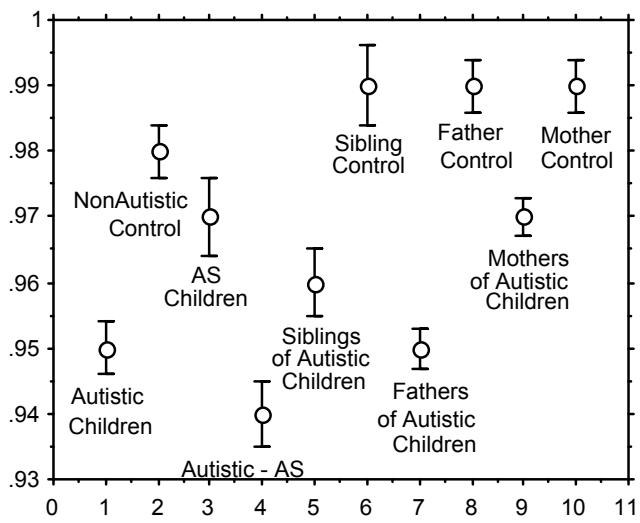 1
.99
.98
.97
.96
.95
.94
.93
0 1 2 3 4 5 6 7 8 9 10 11
Autistic
Children
NonAutistic
Control
AS
Children
Autistic - AS
Siblings
of Autistic
Children
Sibling
Control
Fathers
of Autistic
Children
Father
Control
Mothers
of Autistic
Children
Mother
Control